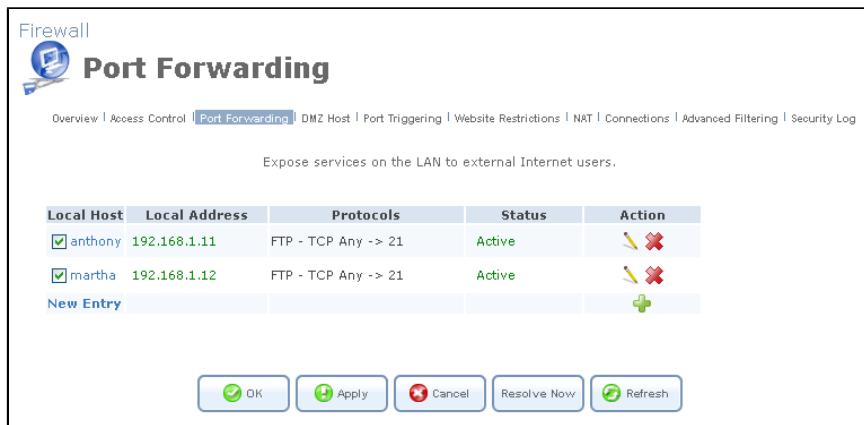 Firewall
Port Forwarding
Overview | Access Control | Port Forwarding | DMZ Host | Port Triggering | Website Restrictions | NAT | Connections | Advanced Filtering | Security Log
Expose services on the LAN to external Internet users.
Local Host Local Address Protocols Status Action
anthony 192.168.1.11 FTP - TCP Any -> 21 Active
martha 192.168.1.12 FTP - TCP Any -> 21 Active
New Entry
OK Apply Cancel Resolve Now Refresh